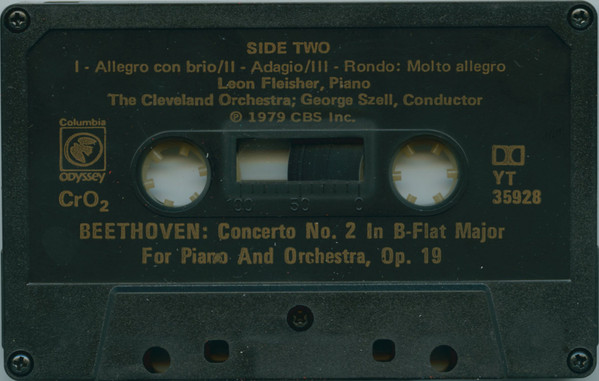 SIDE TWO
I - Allegro con brio/II - Adagio/III - Rondo: Molto allegro
Leon Fleisher, Piano
The Cleveland Orchestra; George Szell, Conductor
℗ 1979 CBS Inc.
Columbia
ODYSSEY
CrO2
100 50 0
YT
35928
BEETHOVEN: Concerto No. 2 In B-Flat Major
For Piano And Orchestra, Op. 19